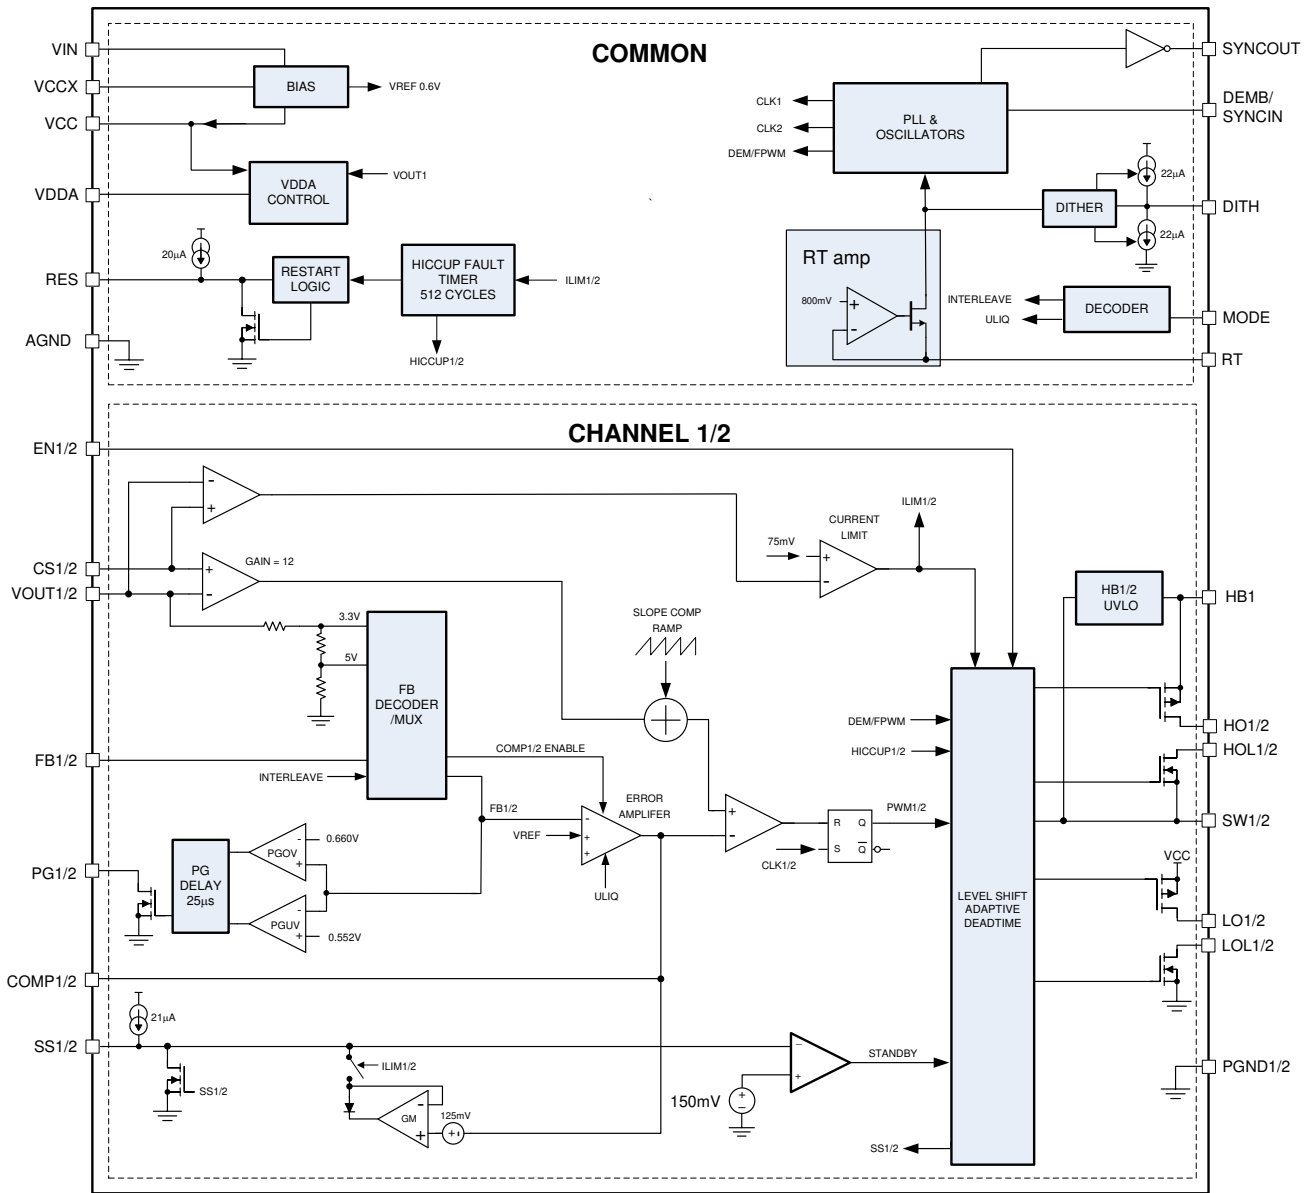 COMMON
VIN
VCCX
VCC
VDDA
RES
AGND
BIAS
VREF 0.6V
VDDA
CONTROL
VOUT1
20µA
RESTART
LOGIC
HICCUP FAULT
TIMER
512 CYCLES
ILIM1/2
HICCUP1/2
CLK1
CLK2
DEM/FPWM
PLL &
OSCILLATORS
SYNCOUT
DEMB/
SYNCIN
22µA
DITHER
DITH
22µA
RT amp
800mV
+
-
INTERLEAVE
ULIQ
DECODER
MODE
RT
CHANNEL 1/2
EN1/2
-
+
CS1/2
VOUT1/2
+
-
GAIN = 12
ILIM1/2
CURRENT
LIMIT
75mV
+
-
3.3V
5V
FB
DECODER
/MUX
SLOPE COMP
RAMP
HB1/2
UVLO
HB1
FB1/2
INTERLEAVE
COMP1/2 ENABLE
FB1/2
ERROR
AMPLIFER
-
VREF
+
+
ULIQ
+
-
R Q
S Q
CLK1/2
PWM1/2
DEM/FPWM
HICCUP1/2
LEVEL SHIFT
ADAPTIVE
DEADTIME
HO1/2
HOL1/2
SW1/2
VCC
LO1/2
LOL1/2
PGND1/2
PG1/2
PG
DELAY
25µs
PGOV
-
+
0.660V
PGUV
-
+
0.552V
COMP1/2
21µA
SS1/2
SS1/2
ILIM1/2
GM
-
+
125mV
+ -
150mV
+
-
-
+
STANDBY
SS1/2